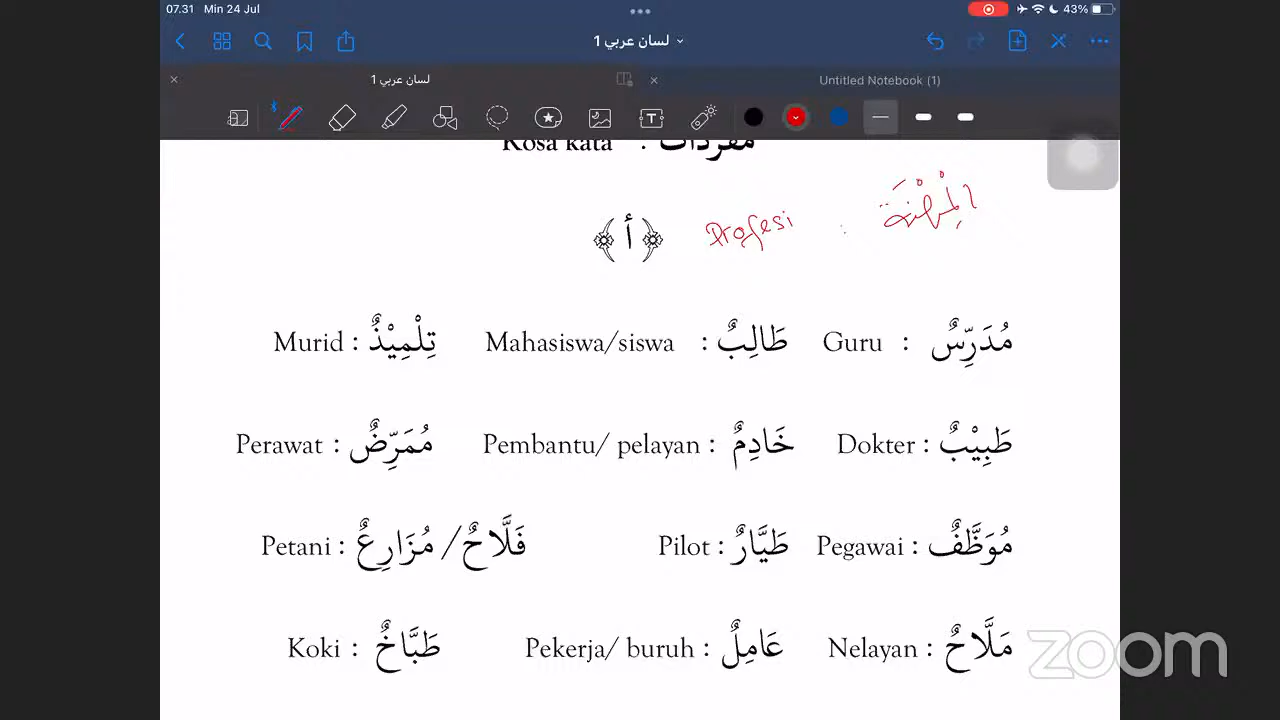 07.31 Min 24 Jul
43%
لسان عربي 1
لسان عربي 1
Untitled Notebook (1)
مفردات : Kosa kata
﴿ أ ﴾ Profesi : المِهْنَة
مُدَرِّسٌ : Guru طَالِبٌ : Mahasiswa/siswa تِلْمِيْذٌ : Murid
طَبِيْبٌ : Dokter خَادِمٌ : Pembantu/ pelayan مُمَرِّضٌ : Perawat
مُوَظَّفٌ : Pegawai طَيَّارٌ : Pilot فَلَّاحٌ / مُزَارِعٌ : Petani
مَلَّاحٌ : Nelayan عَامِلٌ : Pekerja/ buruh طَبَّاخٌ : Koki
zoom